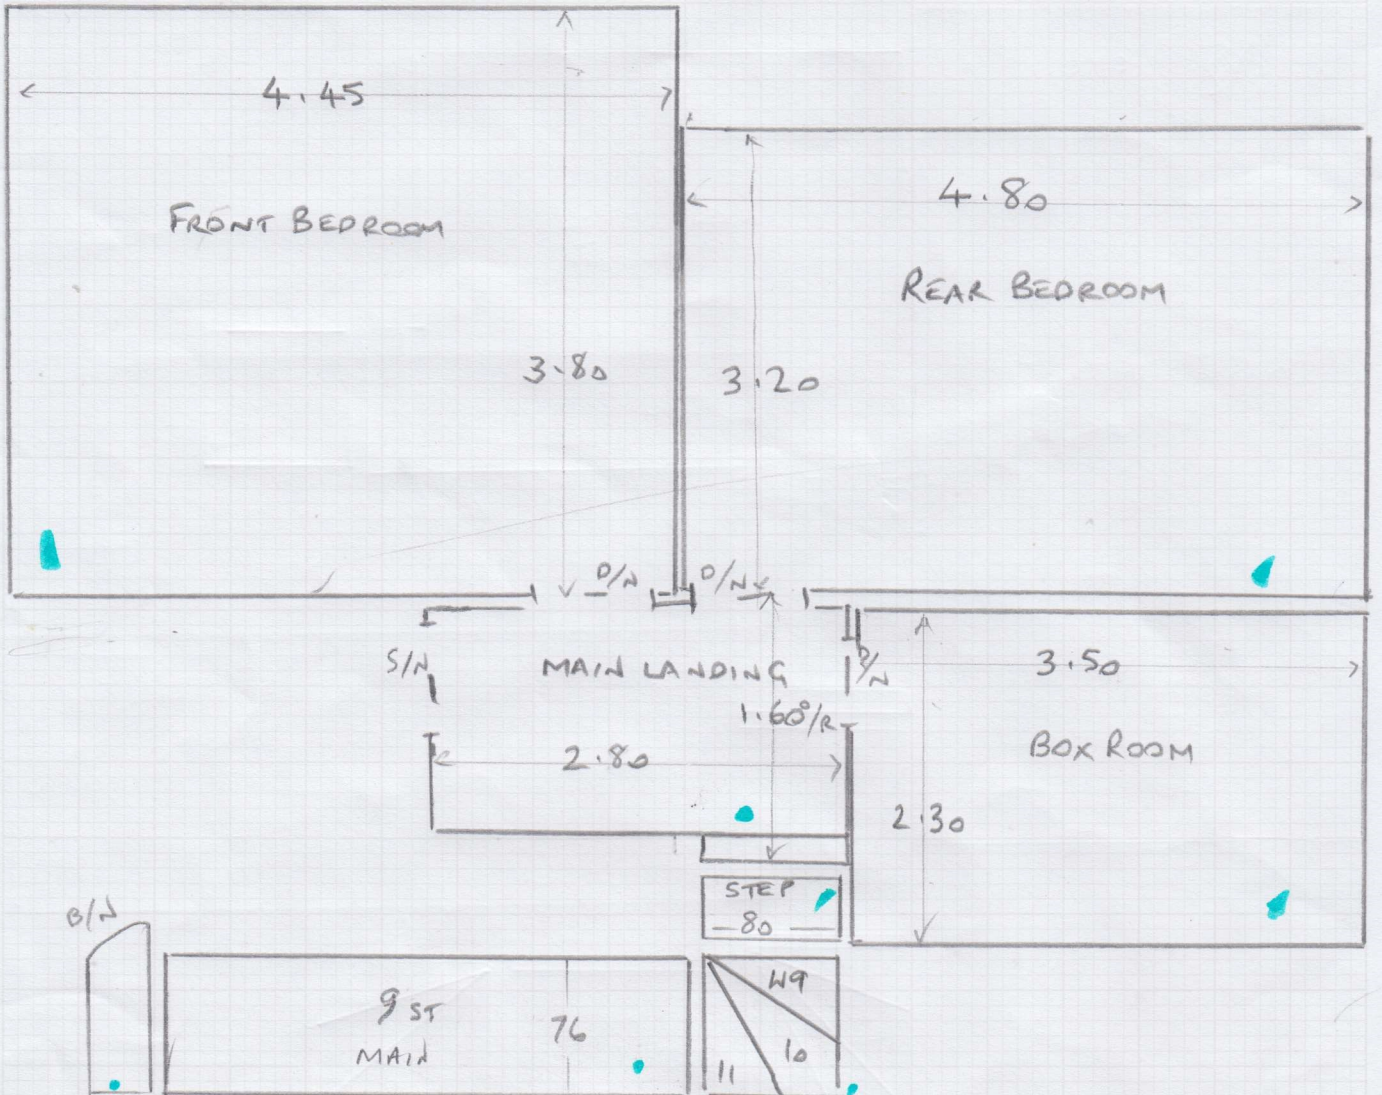 4.45
4.80
FRONT BEDROOM
REAR BEDROOM
3.80
3.20
D/N
D/N
S/N
MAIN LANDING
D/N
3.50
1.60
/R
2.80
BOX ROOM
2.30
STEP
80
B/N
9 ST
MAIN
76
W9
10
11